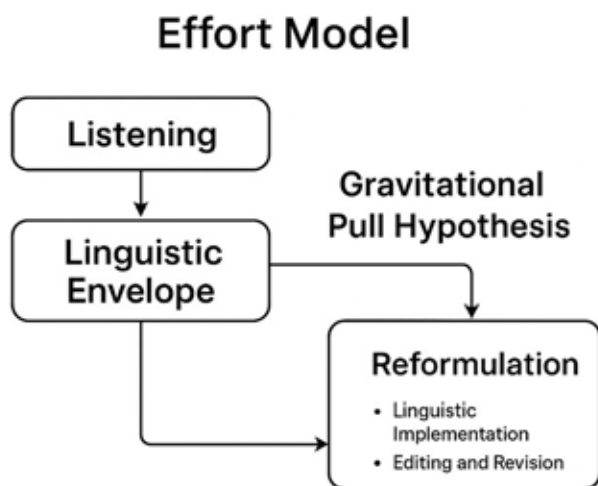 Effort Model
Listening
Linguistic
Envelope
Gravitational
Pull Hypothesis
Reformulation
• Linguistic
Implementation
• Editing and Revision